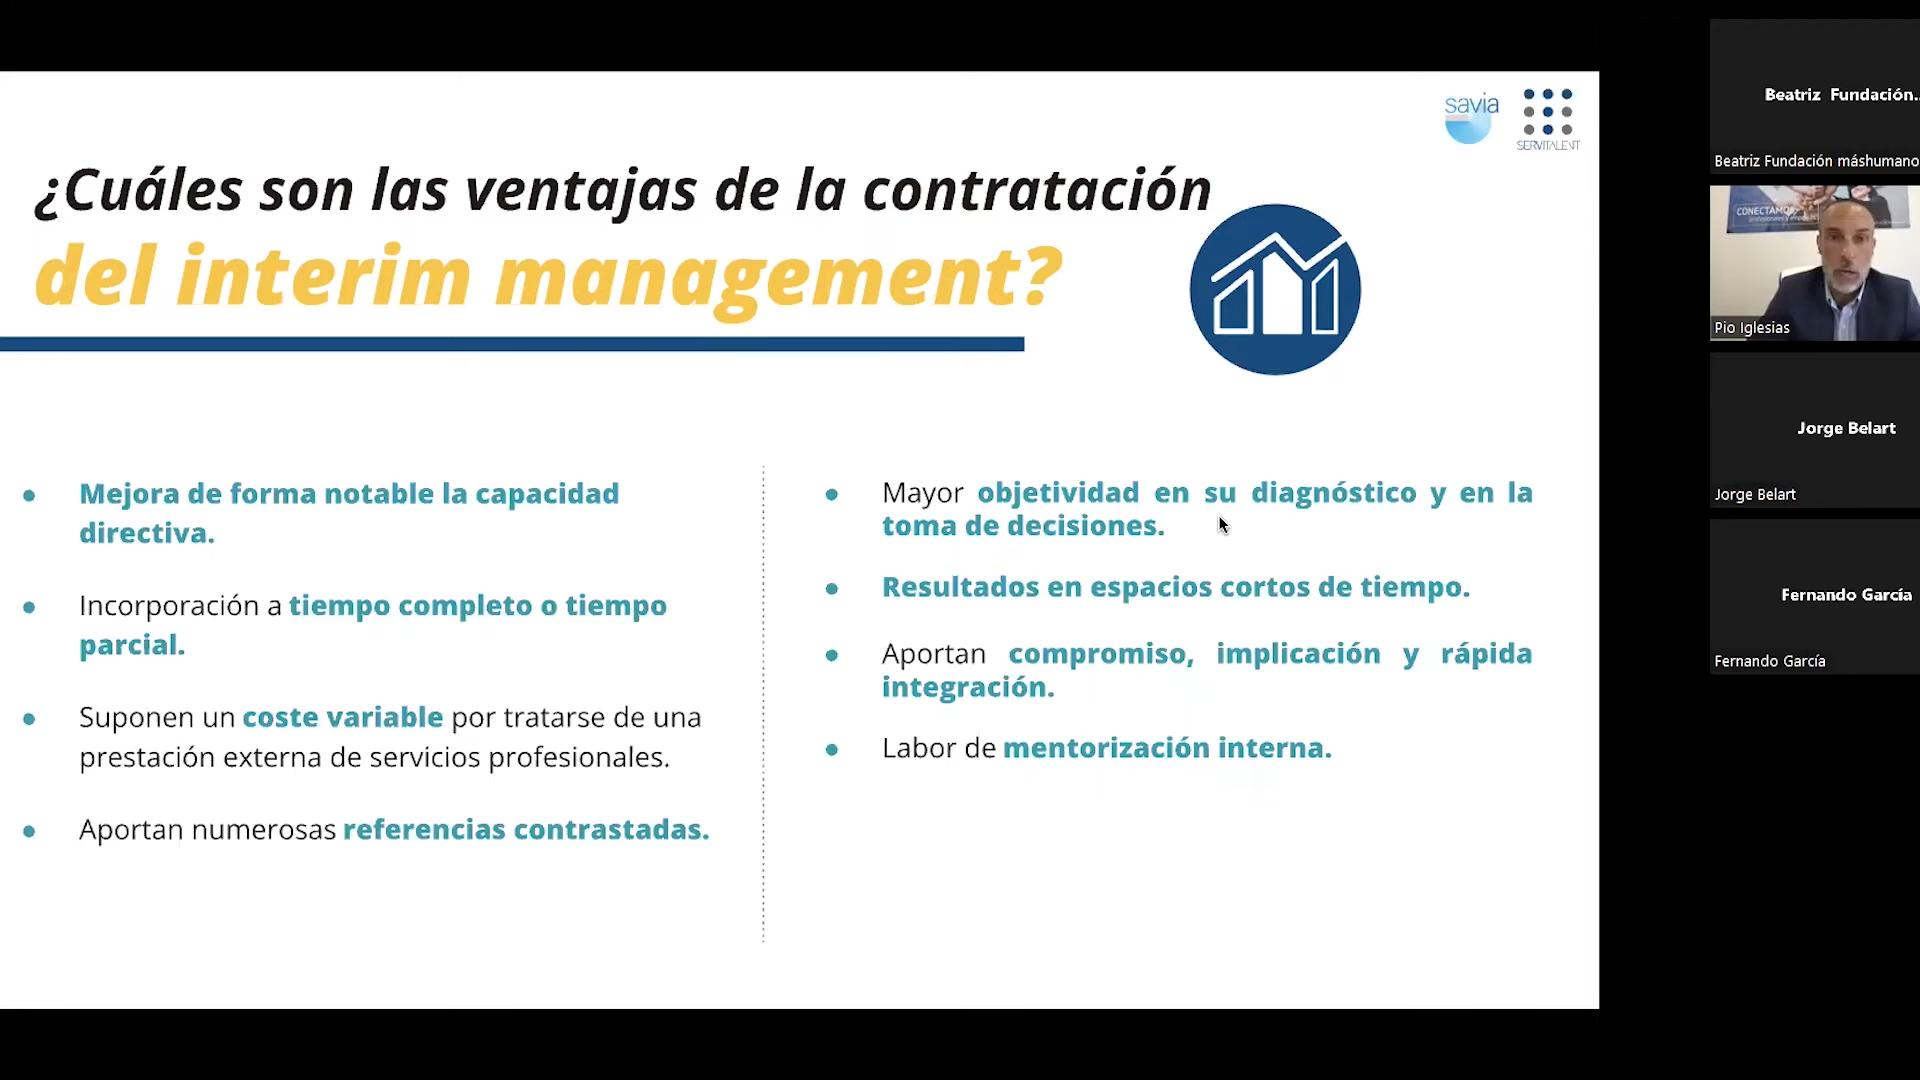 savia
SERVITALENT
¿Cuáles son las ventajas de la contratación
del interim management?
Mejora de forma notable la capacidad
directiva.
Incorporación a tiempo completo o tiempo
parcial.
Suponen un coste variable por tratarse de una
prestación externa de servicios profesionales.
Aportan numerosas referencias contrastadas.
Mayor objetividad en su diagnóstico y en la
toma de decisiones.
Resultados en espacios cortos de tiempo.
Aportan compromiso, implicación y rápida
integración.
Labor de mentorización interna.
Beatriz Fundación...
Beatriz Fundación máshumano
CONECTAMOS
Pio Iglesias
Jorge Belart
Jorge Belart
Fernando García
Fernando García